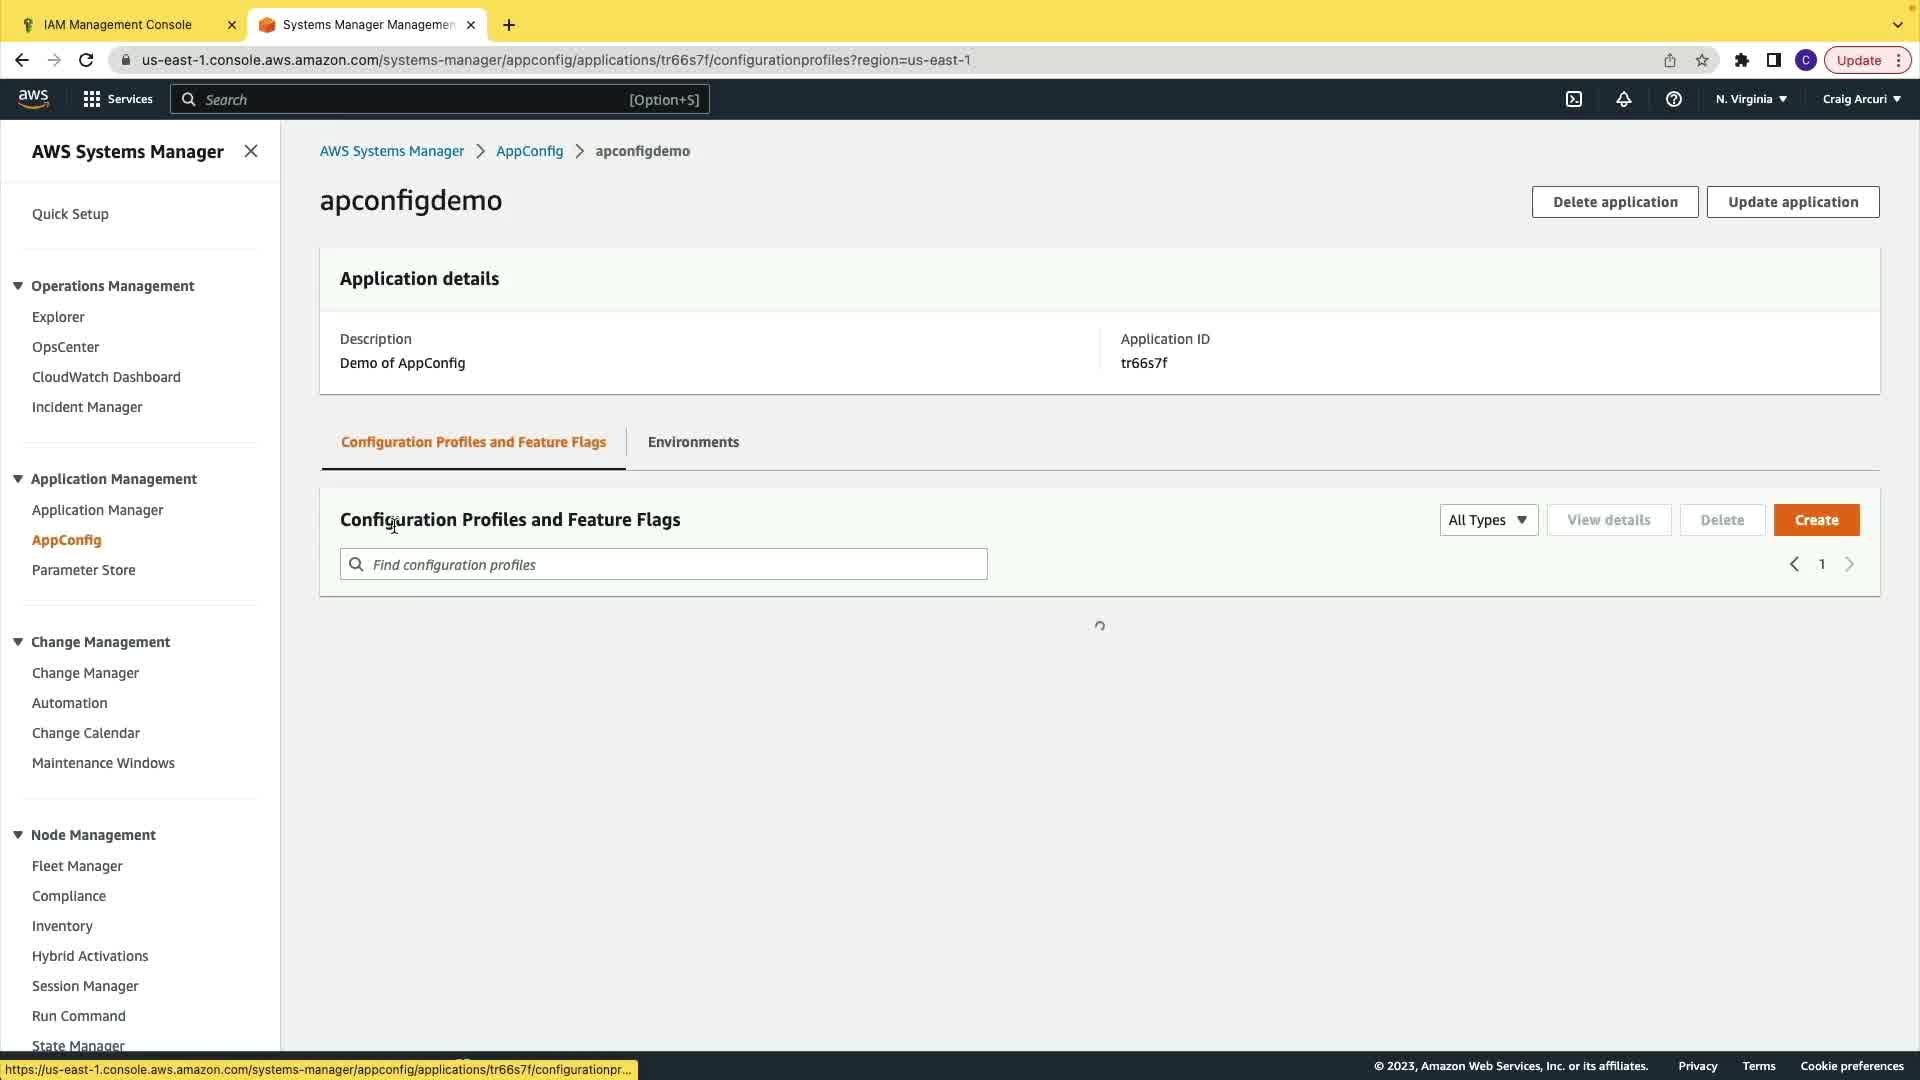 IAM Management Console
Systems Manager Managemen
us-east-1.console.aws.amazon.com/systems-manager/appconfig/applications/tr66s7f/configurationprofiles?region=us-east-1
C
Update
aws
Services
Search
[Option+S]
N. Virginia
Craig Arcuri
AWS Systems Manager
Quick Setup
Operations Management
Explorer
OpsCenter
CloudWatch Dashboard
Incident Manager
Application Management
Application Manager
AppConfig
Parameter Store
Change Management
Change Manager
Automation
Change Calendar
Maintenance Windows
Node Management
Fleet Manager
Compliance
Inventory
Hybrid Activations
Session Manager
Run Command
State Manager
AWS Systems Manager > AppConfig > apconfigdemo
apconfigdemo
Delete application
Update application
Application details
Description
Demo of AppConfig
Application ID
tr66s7f
Configuration Profiles and Feature Flags
Environments
Configuration Profiles and Feature Flags
All Types
View details
Delete
Create
Find configuration profiles
1
https://us-east-1.console.aws.amazon.com/systems-manager/appconfig/applications/tr66s7f/configurationpr...
© 2023, Amazon Web Services, Inc. or its affiliates.
Privacy
Terms
Cookie preferences